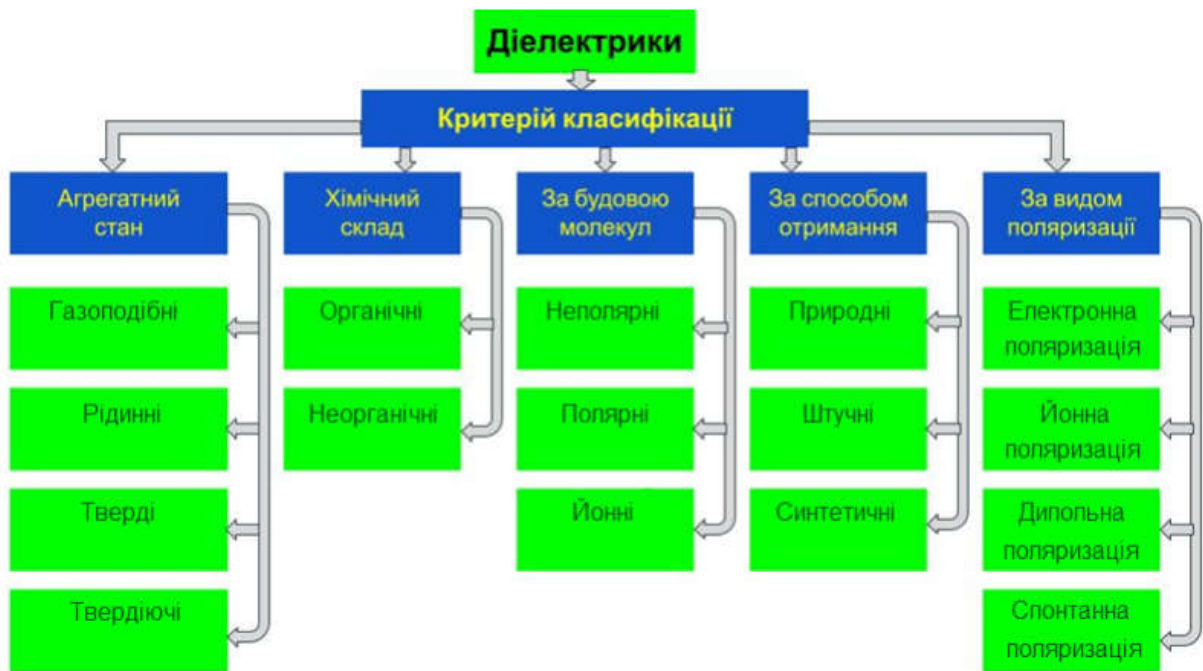 Діелектрики
Критерій класифікації
Агрегатний
стан
Газоподібні
Рідинні
Тверді
Твердіючі
Хімічний
склад
Органічні
Неорганічні
За будовою
молекул
Неполярні
Полярні
Йонні
За способом
отримання
Природні
Штучні
Синтетичні
За видом
поляризації
Електронна
поляризація
Йонна
поляризація
Дипольна
поляризація
Спонтанна
поляризація